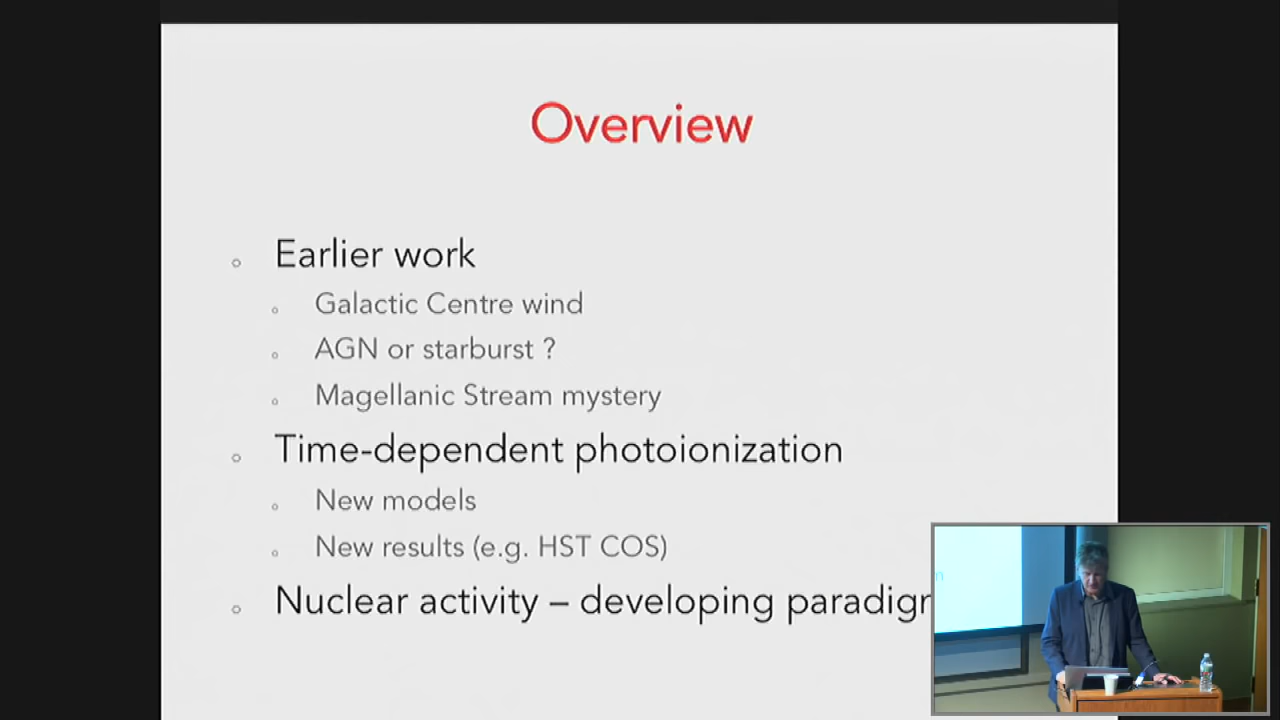 Overview
Earlier work
Galactic Centre wind
AGN or starburst ?
Magellanic Stream mystery
Time-dependent photoionization
New models
New results (e.g. HST COS)
Nuclear activity – developing